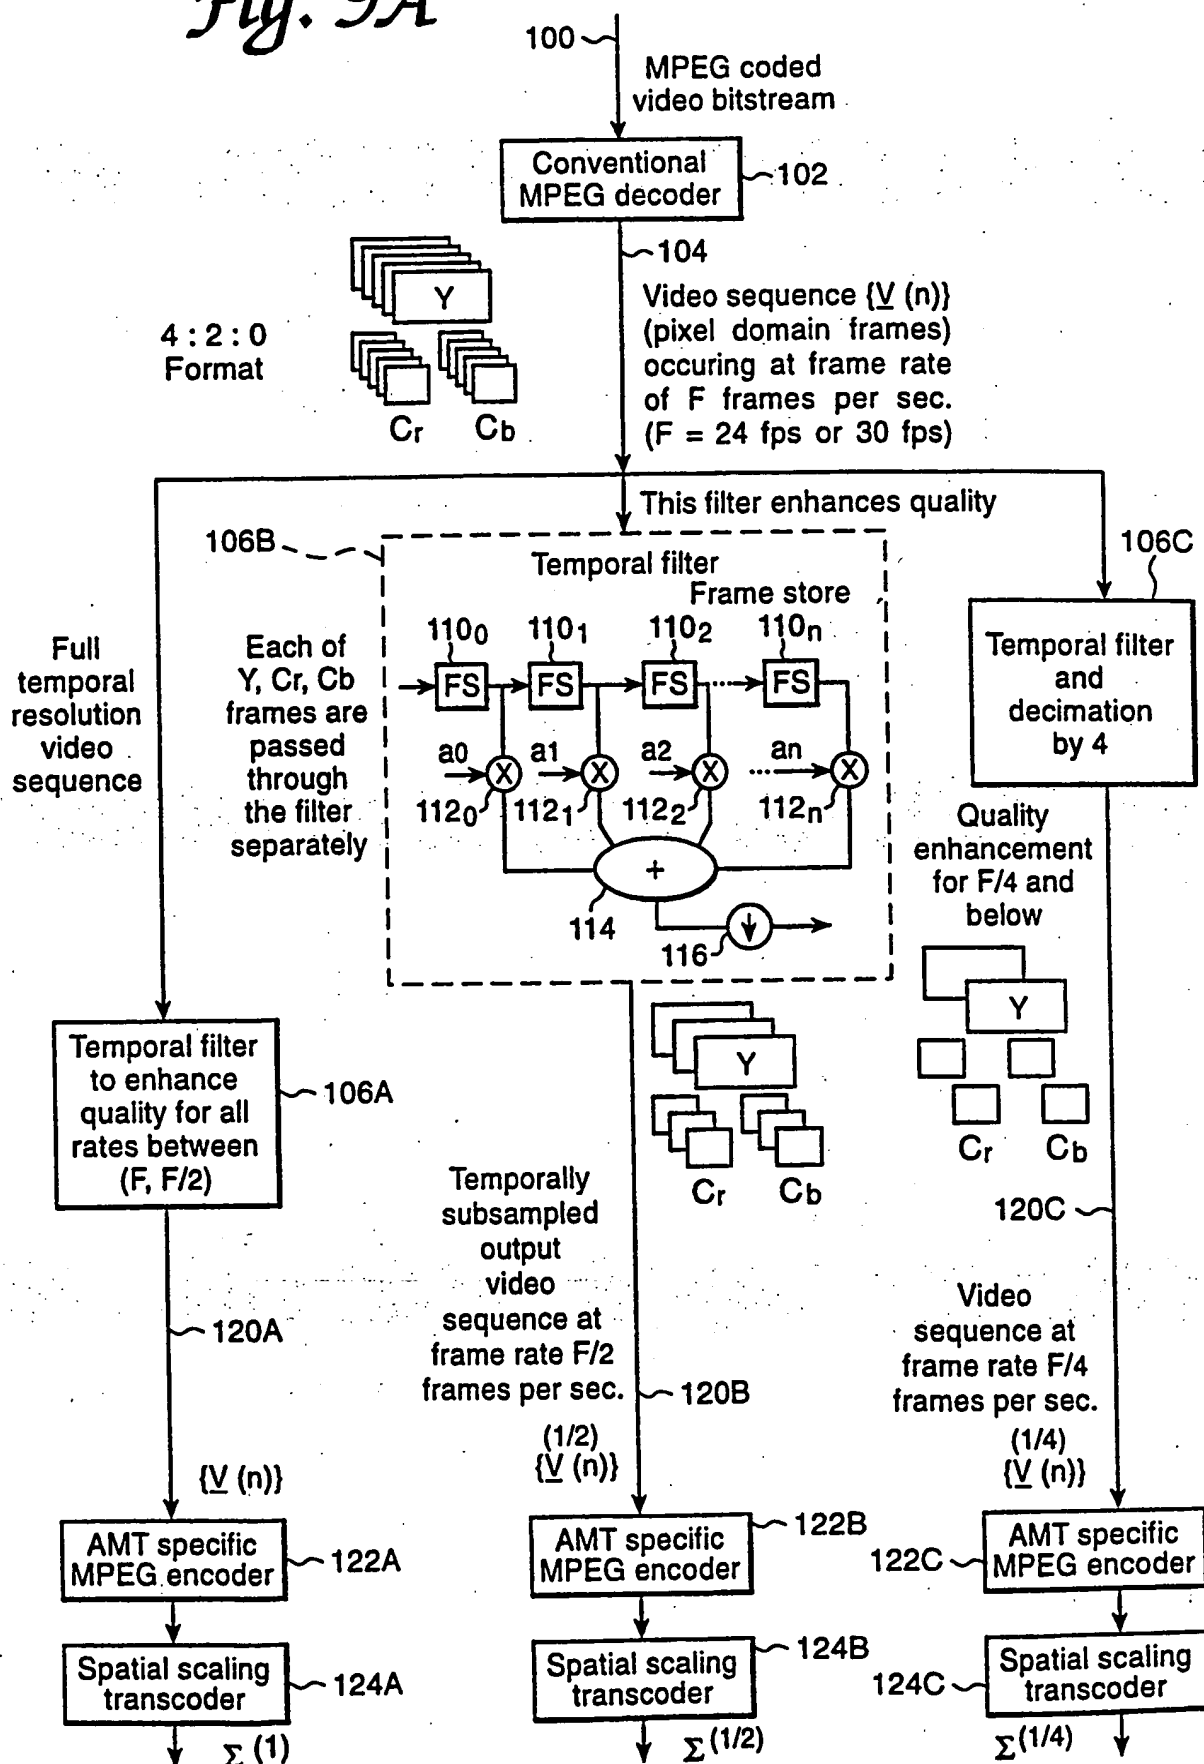 Fig. 9A
100
MPEG coded
video bitstream
Conventional
MPEG decoder
102
104
Y
4 : 2 : 0
Format
Cr Cb
Video sequence {V (n)}
(pixel domain frames)
occuring at frame rate
of F frames per sec.
(F = 24 fps or 30 fps)
This filter enhances quality
106B
106C
Temporal filter
Frame store
110₀ 110₁ 110₂ 110n
FS FS FS FS
a0 a1 a2 an
X X X X
112₀ 112₁ 112₂ 112n
+
114
116
Full
temporal
resolution
video
sequence
Each of
Y, Cr, Cb
frames are
passed
through
the filter
separately
Temporal filter
and
decimation
by 4
Quality
enhancement
for F/4 and
below
Y
Cr Cb
Temporal filter
to enhance
quality for all
rates between
(F, F/2)
106A
Y
Cr Cb
Temporally
subsampled
output
video
sequence at
frame rate F/2
frames per sec.
120A
120B
120C
Video
sequence at
frame rate F/4
frames per sec.
{V (n)}
(1/2)
{V (n)}
(1/4)
{V (n)}
AMT specific
MPEG encoder
122A
AMT specific
MPEG encoder
122B
AMT specific
MPEG encoder
122C
Spatial scaling
transcoder
124A
Spatial scaling
transcoder
124B
Spatial scaling
transcoder
124C
Σ(1)
Σ(1/2)
Σ(1/4)